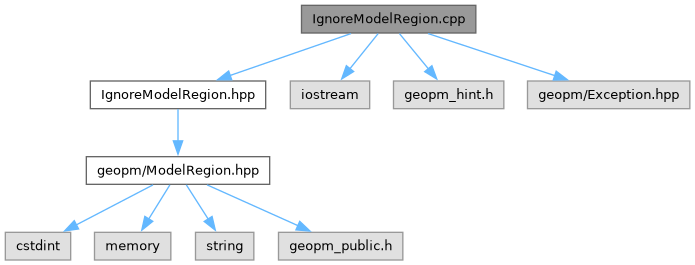 IgnoreModelRegion.cpp
IgnoreModelRegion.hpp
iostream
geopm_hint.h
geopm/Exception.hpp
geopm/ModelRegion.hpp
cstdint
memory
string
geopm_public.h